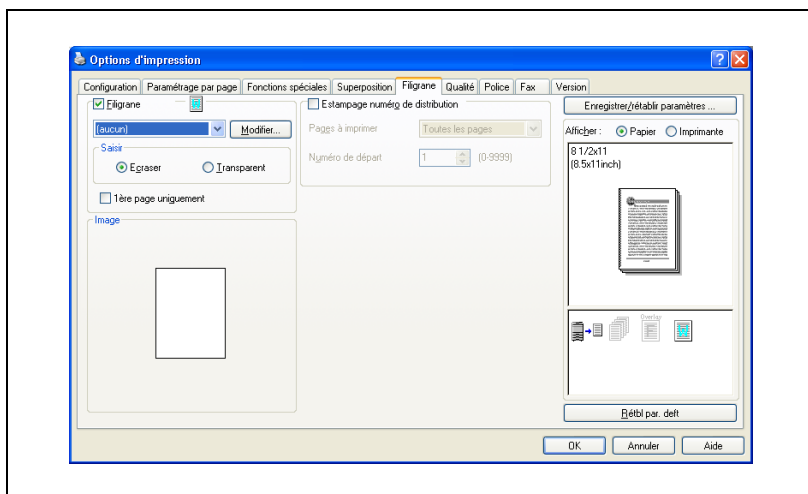 Options d'impression
Configuration Paramétrage par page Fonctions spéciales Superposition Filigrane Qualité Police Fax Version
Filigrane
(aucun) Modifier...
Saisir
Ecraser Transparent
1ère page uniquement
Image
Estampage numéro de distribution
Pages à imprimer Toutes les pages
Numéro de départ 1 (0-9999)
Enregistrer/rétablir paramètres ...
Afficher : Papier Imprimante
8 1/2x11
(8.5x11inch)
Overlay
Rétbl par. deft
OK Annuler Aide